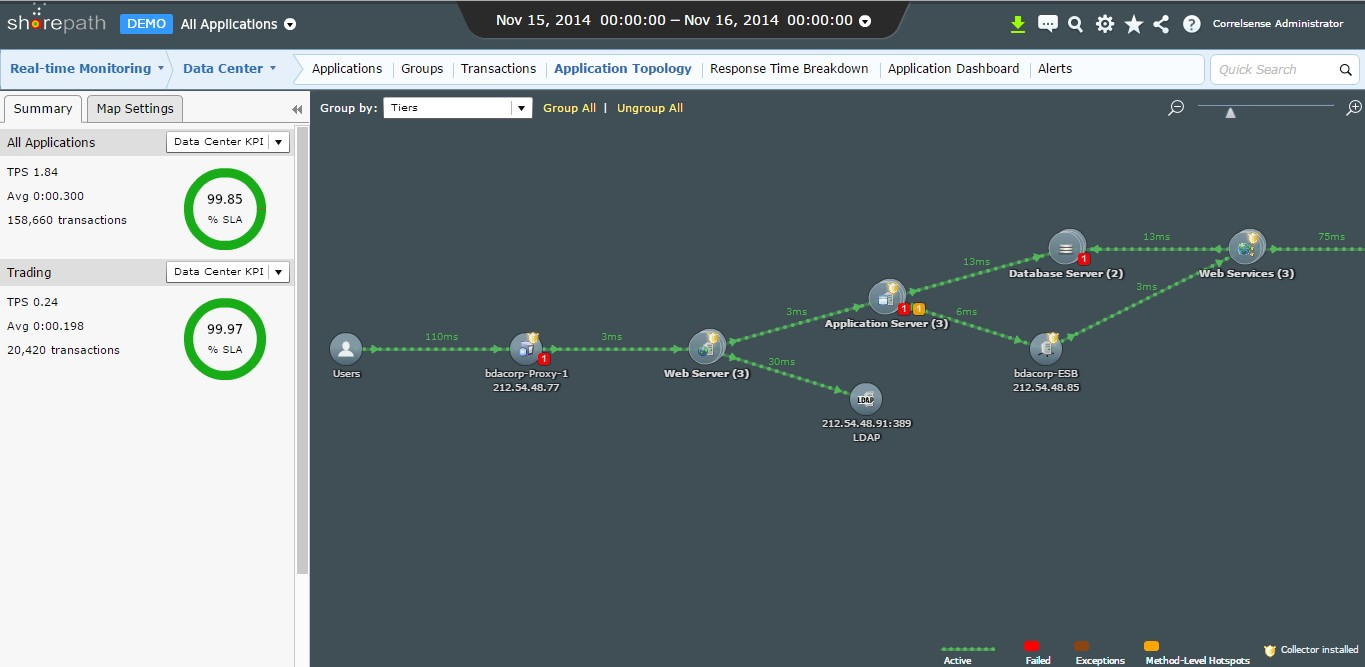 shorepath DEMO All Applications
Nov 15, 2014 00:00:00 – Nov 16, 2014 00:00:00
Correlsense Administrator
Real-time Monitoring Data Center Applications Groups Transactions Application Topology Response Time Breakdown Application Dashboard Alerts Quick Search
Summary Map Settings
Group by: Tiers Group All | Ungroup All
All Applications Data Center KPI
TPS 1.84
Avg 0:00.300
158,660 transactions
99.85
% SLA
Trading Data Center KPI
TPS 0.24
Avg 0:00.198
20,420 transactions
99.97
% SLA
Users
110ms
1
bdacorp-Proxy-1
212.54.48.77
3ms
Web Server (3)
3ms
30ms
LDAP
212.54.48.91:389
LDAP
1 1
Application Server (3)
13ms
6ms
1
Database Server (2)
bdacorp-ESB
212.54.48.85
13ms
3ms
Web Services (3)
75ms
Active
Failed
Exceptions
Method-Level Hotspots
Collector installed